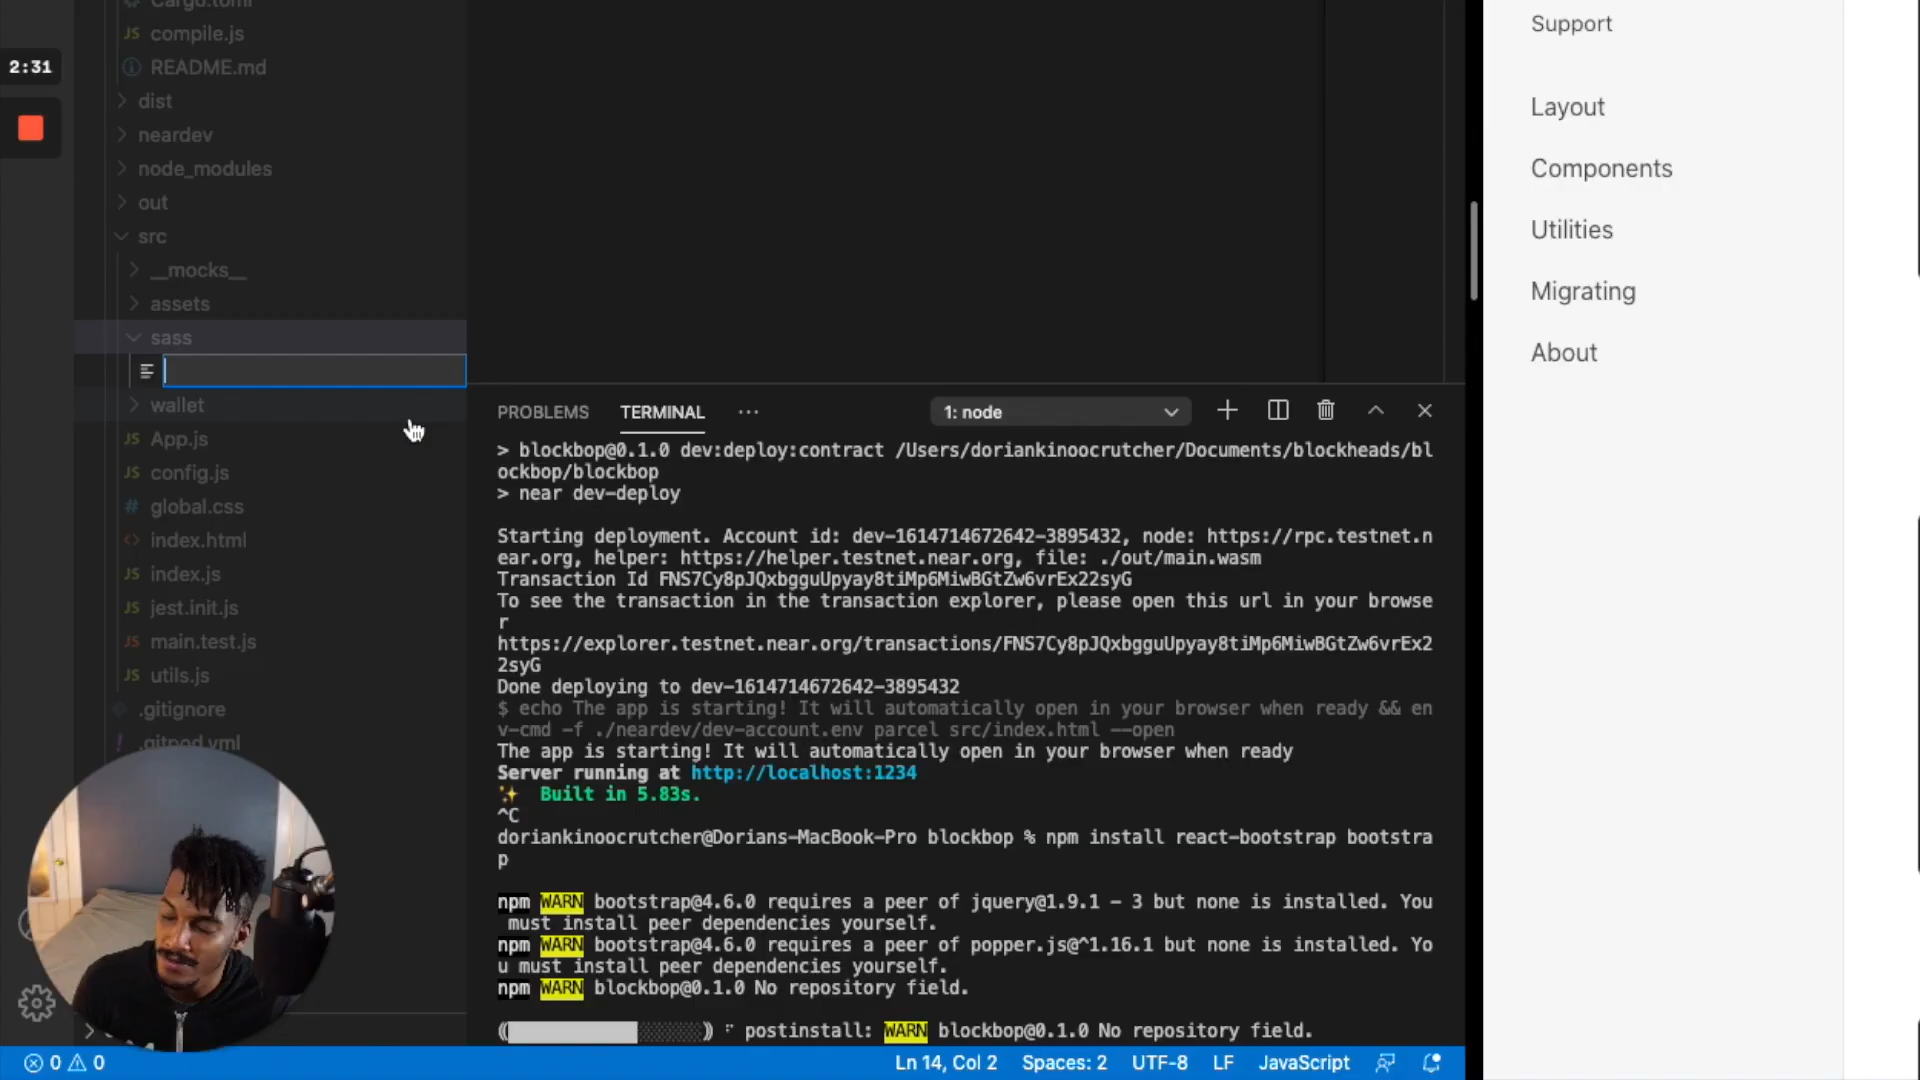 Cargo.toml
2:31
JS compile.js
README.md
dist
neardev
node_modules
out
src
__mocks__
assets
sass
wallet
JS App.js
JS config.js
# global.css
<> index.html
JS index.js
JS jest.init.js
JS main.test.js
JS utils.js
.gitignore
! .gitpod.yml
PROBLEMS TERMINAL ··· 1: node
> blockbop@0.1.0 dev:deploy:contract /Users/doriankinoocrutcher/Documents/blockheads/bl
ockbop/blockbop
> near dev-deploy
Starting deployment. Account id: dev-1614714672642-3895432, node: https://rpc.testnet.n
ear.org, helper: https://helper.testnet.near.org, file: ./out/main.wasm
Transaction Id FNS7Cy8pJQxbgguUpyay8tiMp6MiwBGtZw6vrEx22syG
To see the transaction in the transaction explorer, please open this url in your browse
r
https://explorer.testnet.near.org/transactions/FNS7Cy8pJQxbgguUpyay8tiMp6MiwBGtZw6vrEx2
2syG
Done deploying to dev-1614714672642-3895432
$ echo The app is starting! It will automatically open in your browser when ready && en
v-cmd -f ./neardev/dev-account.env parcel src/index.html --open
The app is starting! It will automatically open in your browser when ready
Server running at http://localhost:1234
✨ Built in 5.83s.
^C
doriankinoocrutcher@Dorians-MacBook-Pro blockbop % npm install react-bootstrap bootstra
p
npm WARN bootstrap@4.6.0 requires a peer of jquery@1.9.1 - 3 but none is installed. You
must install peer dependencies yourself.
npm WARN bootstrap@4.6.0 requires a peer of popper.js@^1.16.1 but none is installed. Yo
u must install peer dependencies yourself.
npm WARN blockbop@0.1.0 No repository field.
postinstall: WARN blockbop@0.1.0 No repository field.
0 0 Ln 14, Col 2 Spaces: 2 UTF-8 LF JavaScript
Support
Layout
Components
Utilities
Migrating
About